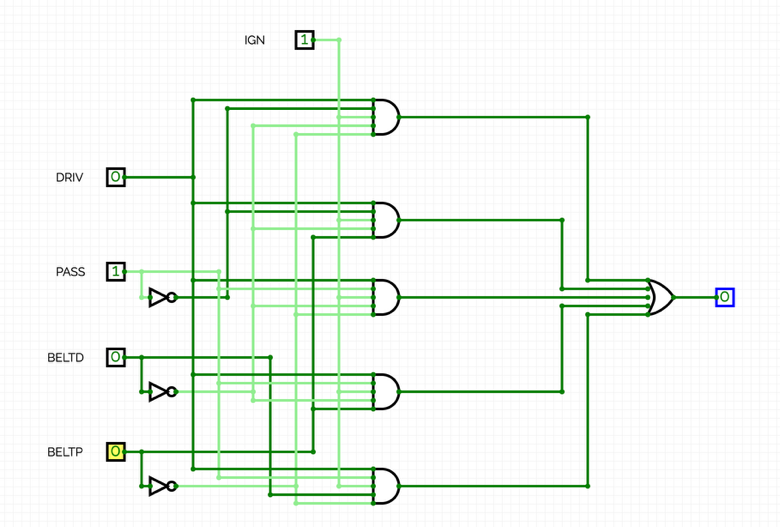 IGN 1
DRIV 0
PASS 1
0
BELTD 0
BELTP 0